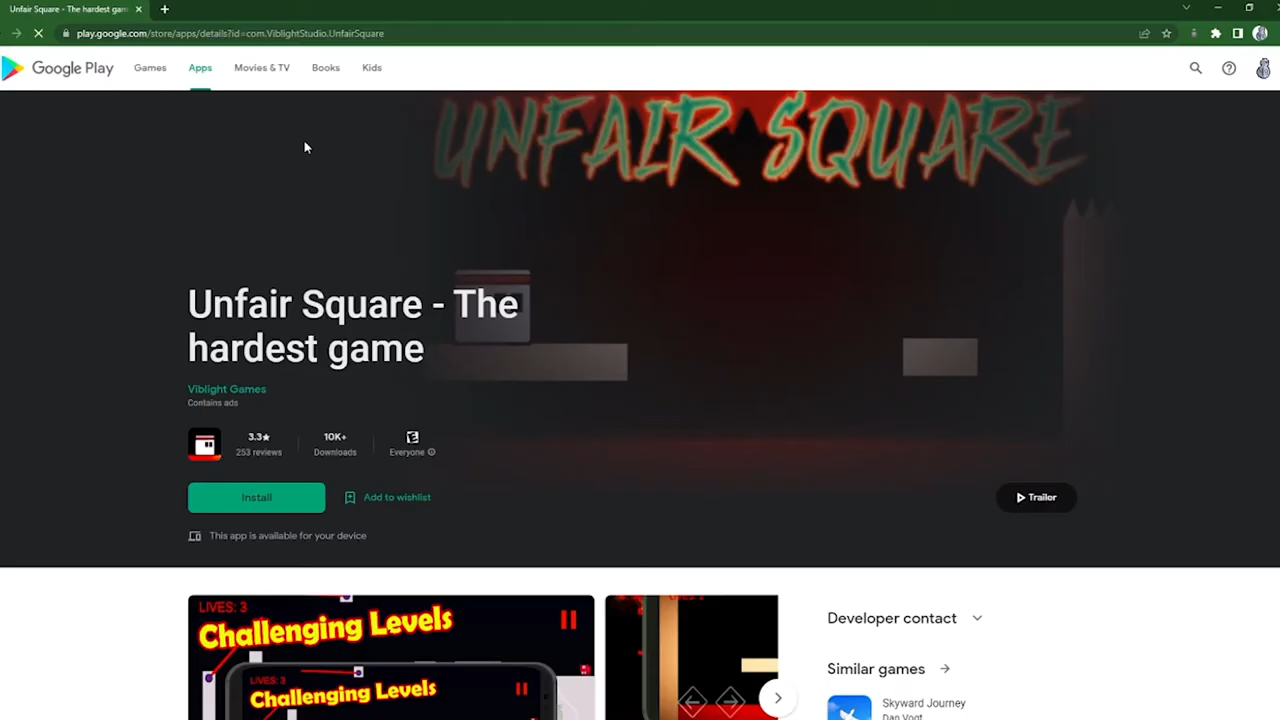 Unfair Square - The hardest gam
play.google.com/store/apps/details?id=com.ViblightStudio.UnfairSquare
Google Play
Games
Apps
Movies & TV
Books
Kids
UNFAIR SQUARE
Unfair Square - The
hardest game
Viblight Games
Contains ads
3.3★
253 reviews
10K+
Downloads
E
Everyone
Install
Add to wishlist
Trailer
This app is available for your device
LIVES: 3
Challenging Levels
LIVES: 3
Challenging Levels
Developer contact
Similar games
Skyward Journey
Dan Vogt